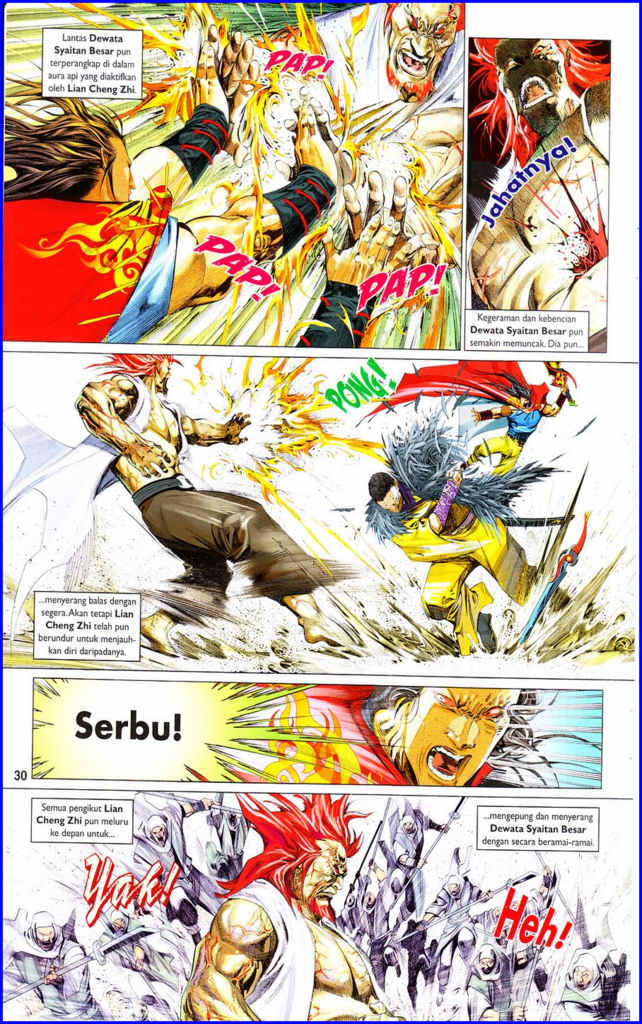 Lantas Dewata
Syaitan Besar pun
terperangkap di dalam
aura api yang diaktifkan
oleh Lian Cheng Zhi.
PAP!
PAP!
PAP!
Jahatnya!
Kegeraman dan kebencian
Dewata Syaitan Besar pun
semakin memuncak. Dia pun...
PONG!
...menyerang balas dengan
segera. Akan tetapi Lian
Cheng Zhi telah pun
berundur untuk menjauh-
kan diri daripadanya.
Serbu!
30
Semua pengikut Lian
Cheng Zhi pun meluru
ke depan untuk...
...mengepung dan menyerang
Dewata Syaitan Besar
dengan secara beramai-ramai.
Yak!
Heh!